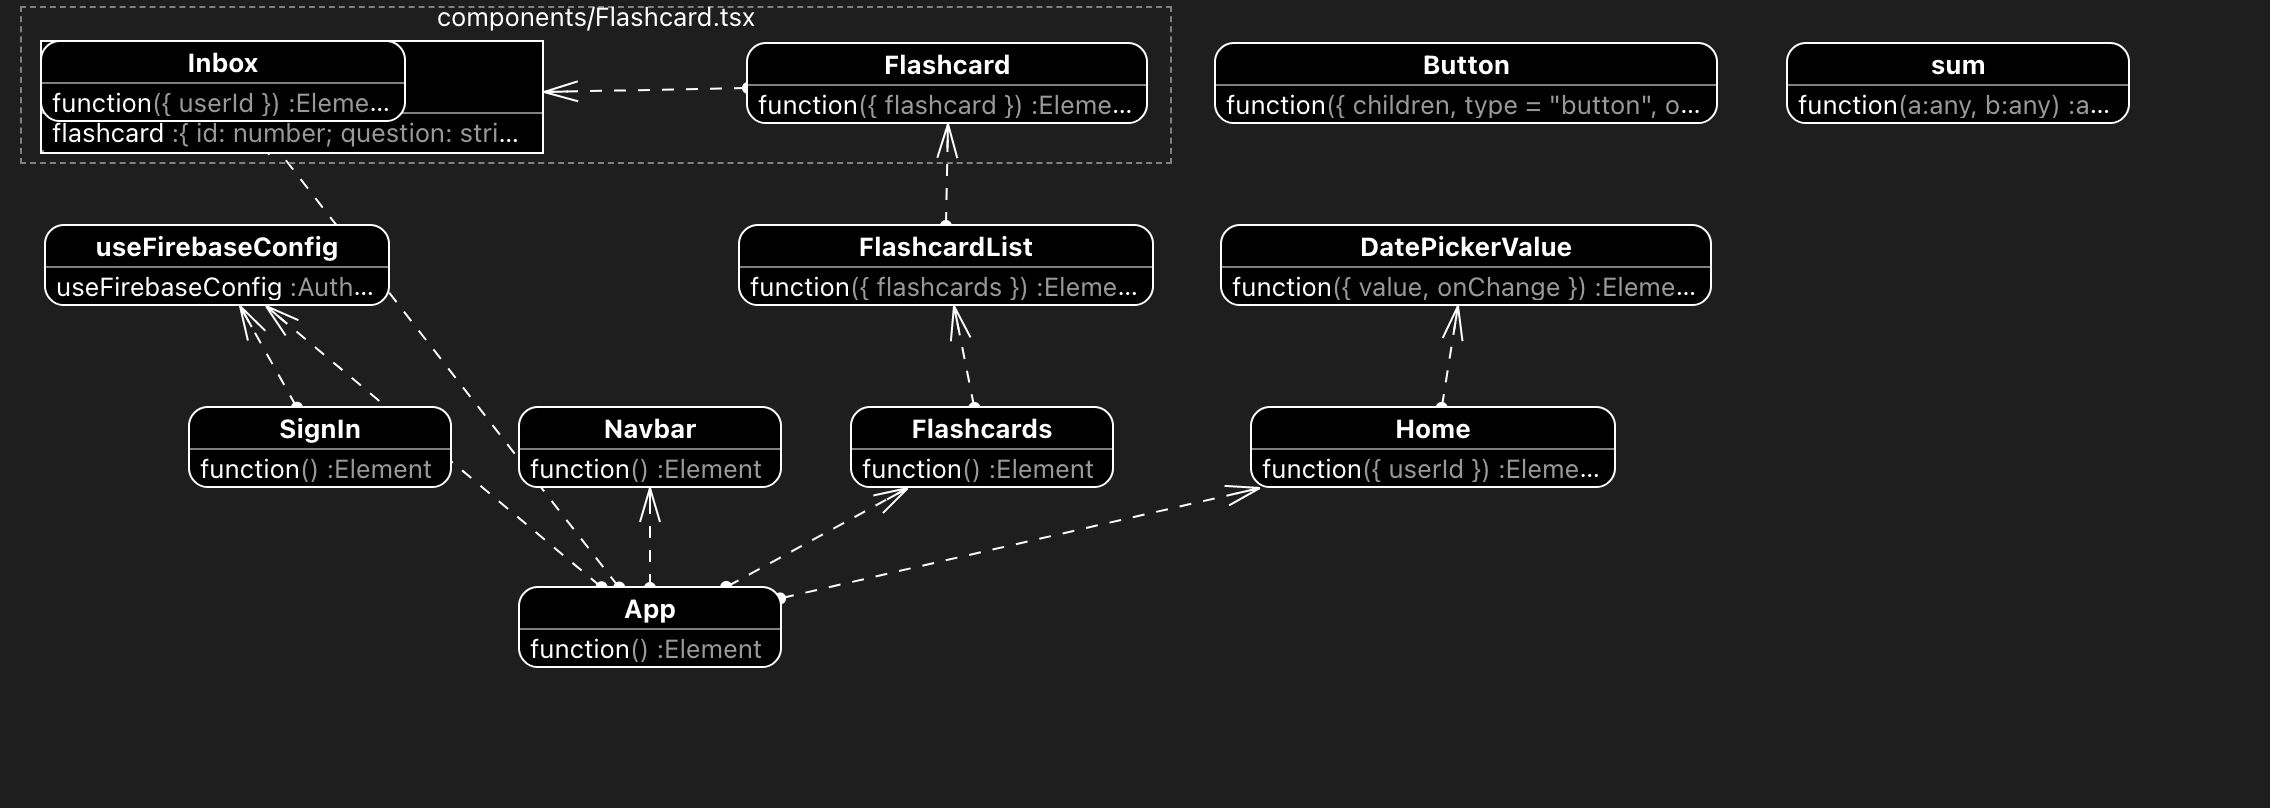 components/Flashcard.tsx
Inbox
function({ userId }) :Eleme...
flashcard :{ id: number; question: stri...
Flashcard
function({ flashcard }) :Eleme...
Button
function({ children, type = "button", o...
sum
function(a:any, b:any) :a...
useFirebaseConfig
useFirebaseConfig :Auth...
FlashcardList
function({ flashcards }) :Eleme...
DatePickerValue
function({ value, onChange }) :Eleme...
SignIn
function() :Element
Navbar
function() :Element
Flashcards
function() :Element
Home
function({ userId }) :Eleme...
App
function() :Element